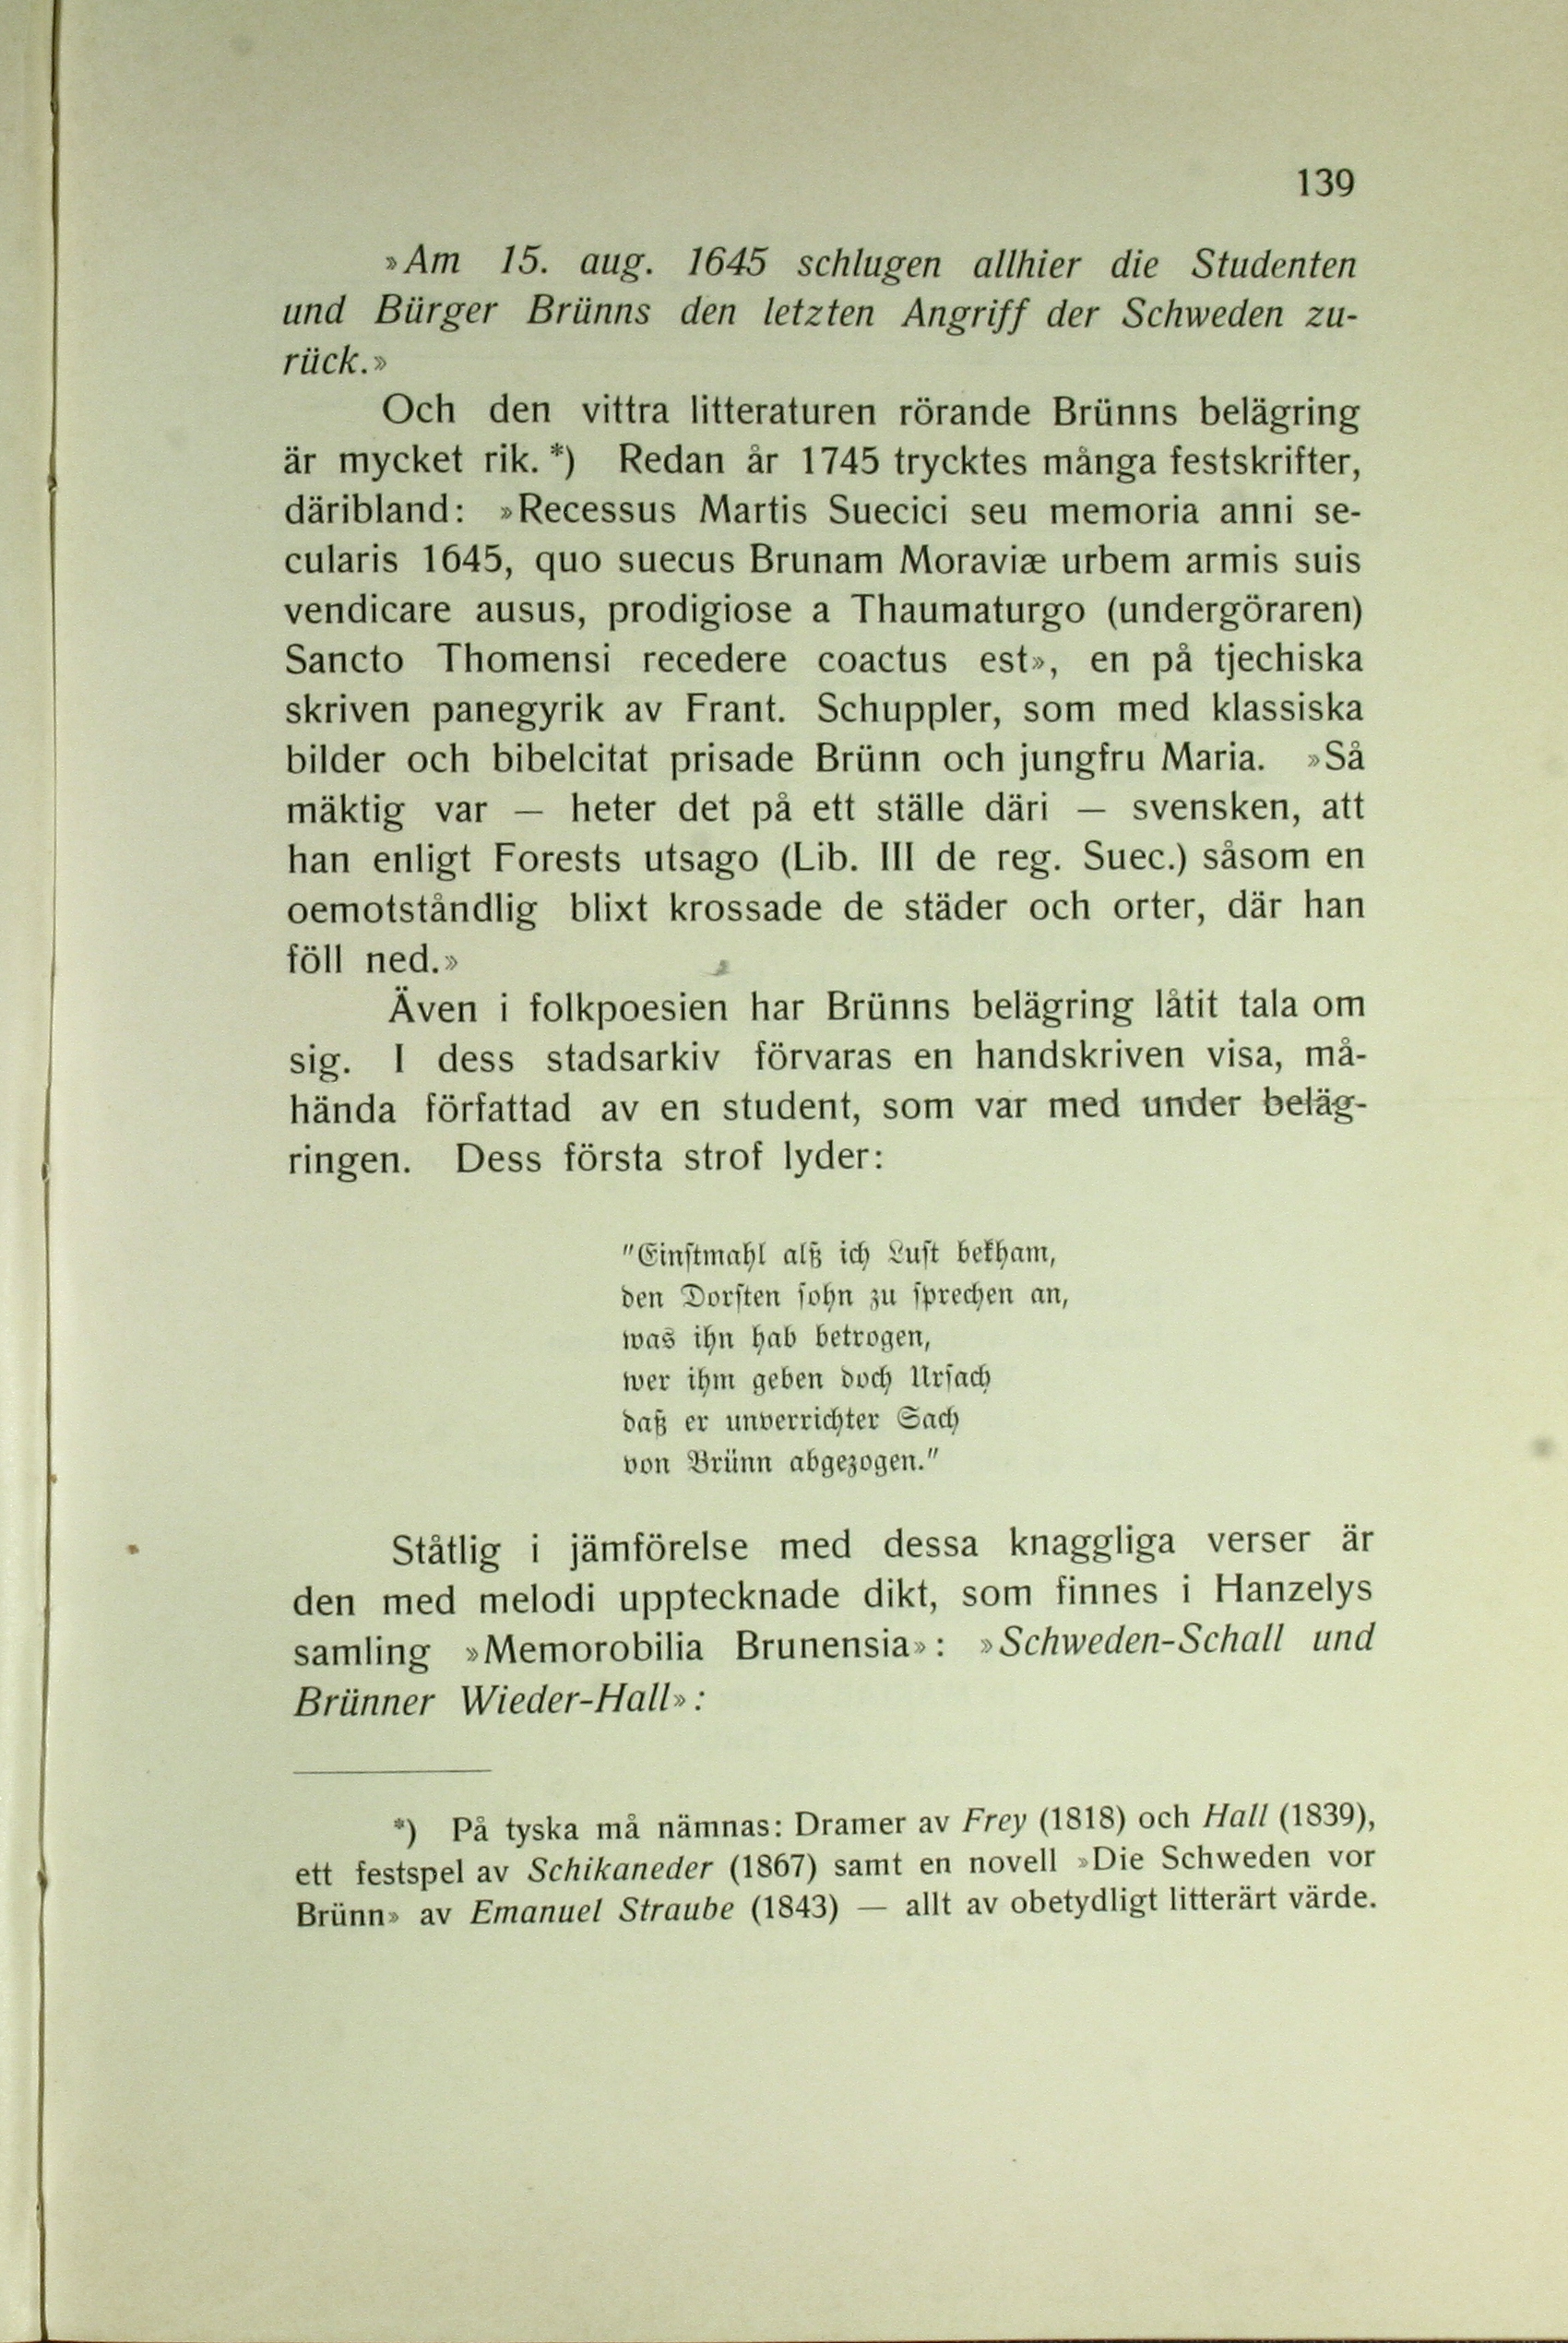 139
»Am 15. aug. 1645 schlugen allhier die Studenten
und Bürger Brünns den letzten Angriff der Schweden zu-
rück.»
Och den vittra litteraturen rörande Brünns belägring
är mycket rik. *) Redan år 1745 trycktes många festskrifter,
däribland: »Recessus Martis Suecici seu memoria anni se-
cularis 1645, quo suecus Brunam Moraviæ urbem armis suis
vendicare ausus, prodigiose a Thaumaturgo (undergöraren)
Sancto Thomensi recedere coactus est», en på tjechiska
skriven panegyrik av Frant. Schuppler, som med klassiska
bilder och bibelcitat prisade Brünn och jungfru Maria. »Så
mäktig var — heter det på ett ställe däri — svensken, att
han enligt Forests utsago (Lib. III de reg. Suec.) såsom en
oemotståndlig blixt krossade de städer och orter, där han
föll ned.»
Även i folkpoesien har Brünns belägring låtit tala om
sig. I dess stadsarkiv förvaras en handskriven visa, må-
hända författad av en student, som var med under beläg-
ringen. Dess första strof lyder:
"Einstmahl alß ich Lust bekham,
den Dorsten sohn zu sprechen an,
was ihn hab betrogen,
wer ihm geben doch Ursach
daß er unverrichter Sach
von Brünn abgezogen."
Ståtlig i jämförelse med dessa knaggliga verser är
den med melodi upptecknade dikt, som finnes i Hanzelys
samling »Memorobilia Brunensia»: »Schweden-Schall und
Brünner Wieder-Hall»:
*) På tyska må nämnas: Dramer av Frey (1818) och Hall (1839),
ett festspel av Schikaneder (1867) samt en novell »Die Schweden vor
Brünn» av Emanuel Straube (1843) — allt av obetydligt litterärt värde.